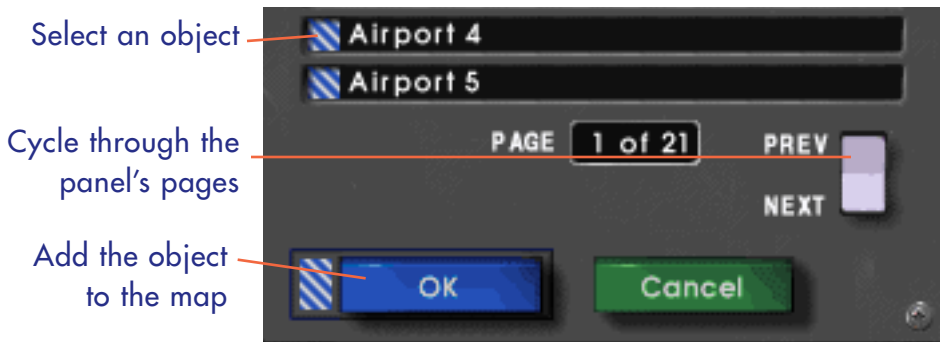 Select an object
Airport 4
Airport 5
Cycle through the
panel's pages
PAGE 1 of 21 PREV
NEXT
Add the object
to the map
OK Cancel